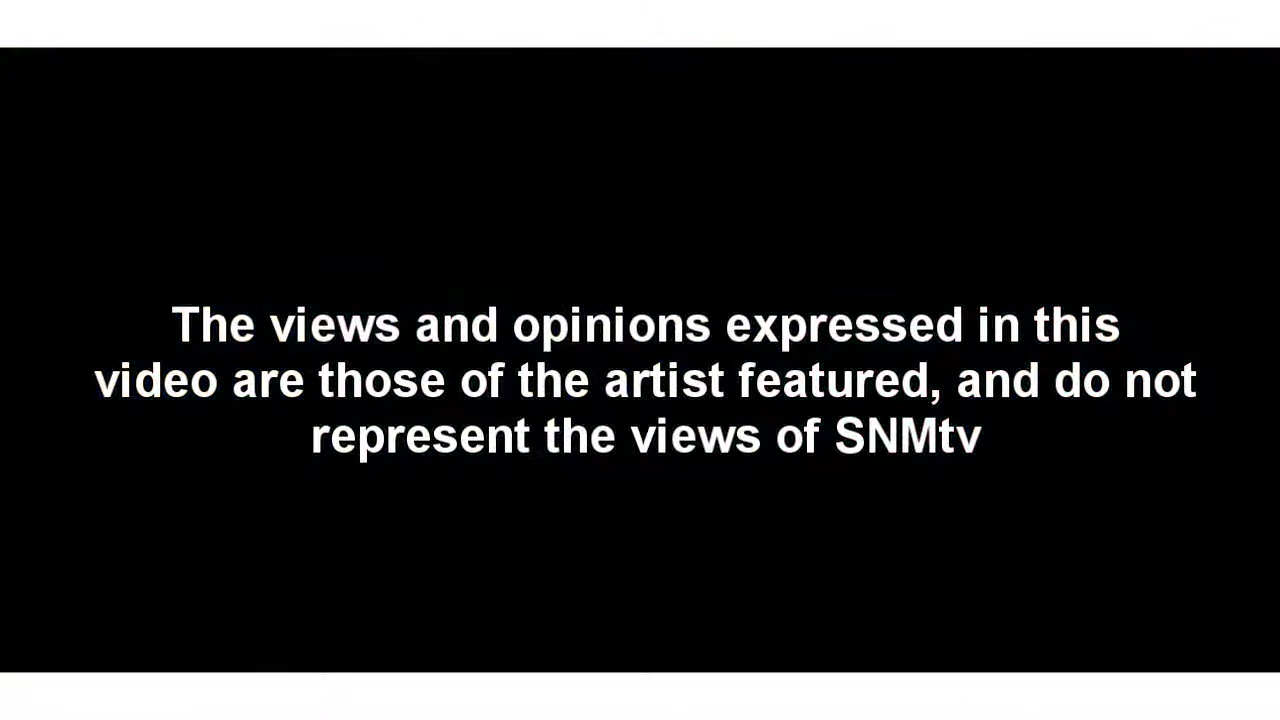 The views and opinions expressed in this
video are those of the artist featured, and do not
represent the views of SNMtv